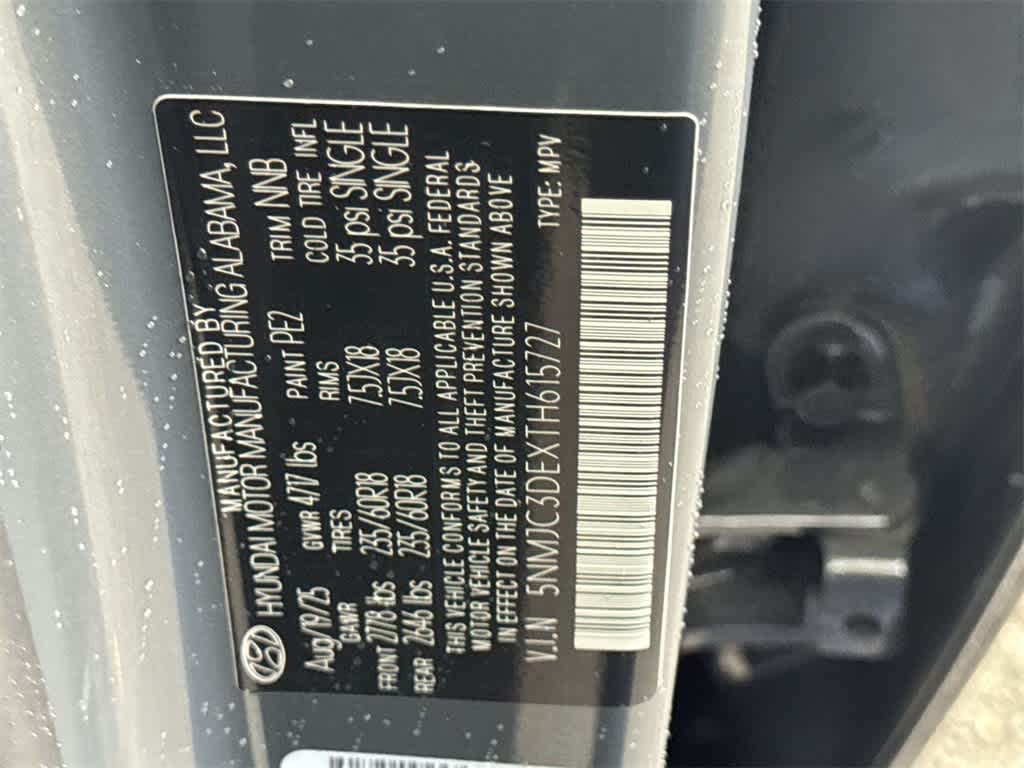 MANUFACTURED BY
HYUNDAI MOTOR MANUFACTURING ALABAMA, LLC
Aug/19/25 GVWR 4717 lbs PAINT PE2 TRIM NNB
GAWR TIRES RIMS COLD TIRE INFL
FRONT 2778 lbs 235/60R18 7.5JX18 35 psi SINGLE
REAR 2646 lbs 235/60R18 7.5JX18 35 psi SINGLE
THIS VEHICLE CONFORMS TO ALL APPLICABLE U.S.A. FEDERAL
MOTOR VEHICLE SAFETY AND THEFT PREVENTION STANDARDS
IN EFFECT ON THE DATE OF MANUFACTURE SHOWN ABOVE
V.I.N 5NMJC3DEXTH615727 TYPE: MPV